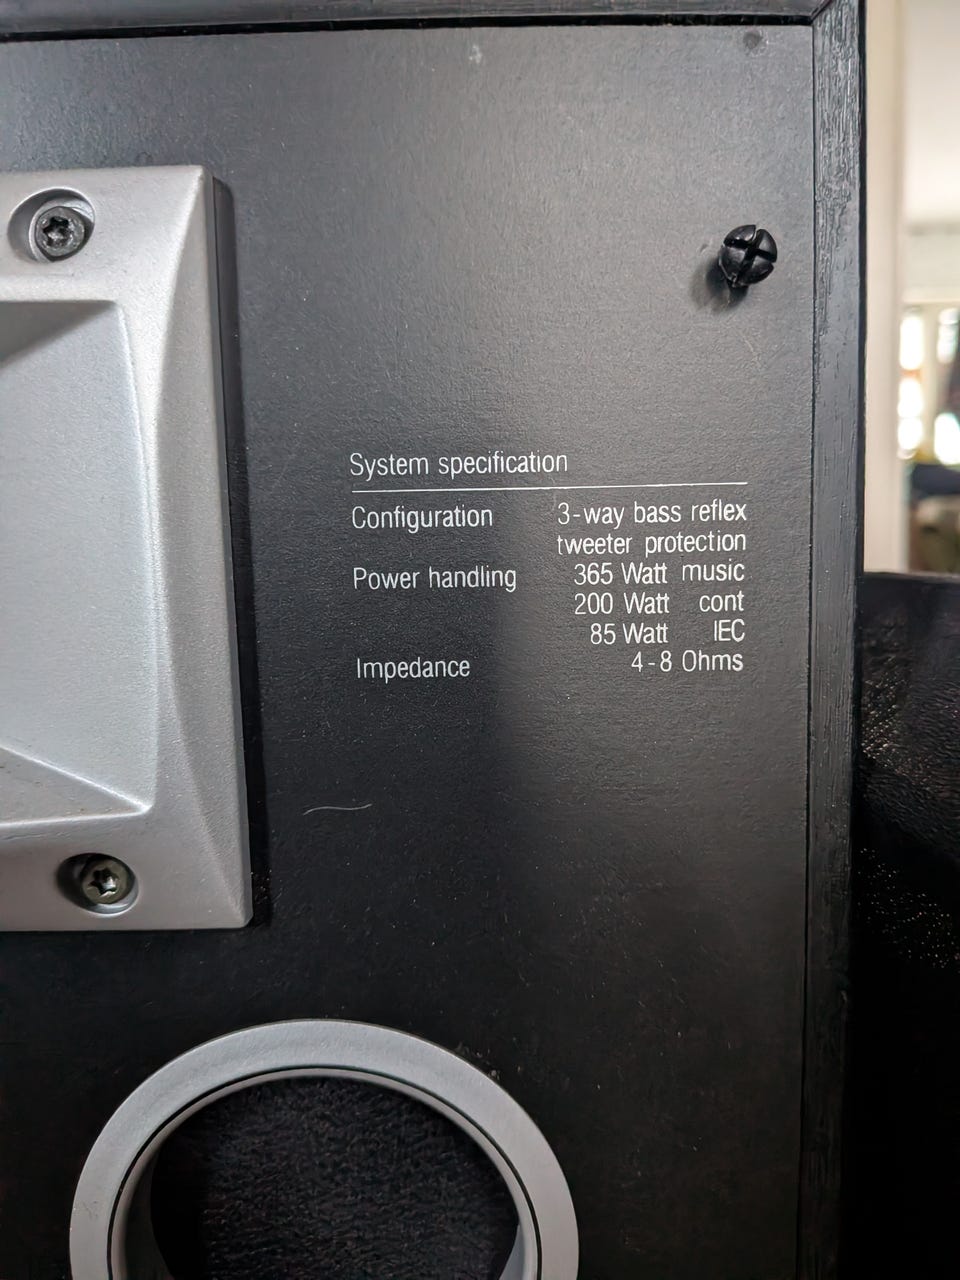 System specification
Configuration 3-way bass reflex
tweeter protection
Power handling 365 Watt music
200 Watt cont
85 Watt IEC
Impedance 4-8 Ohms